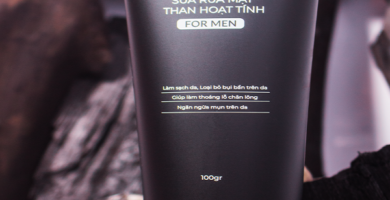 SỮA RỬA MẶT
THAN HOẠT TÍNH
FOR MEN
Làm sạch da, Loại bỏ bụi bẩn trên da
Giúp làm thoáng lỗ chân lông
Ngăn ngừa mụn trên da
100gr